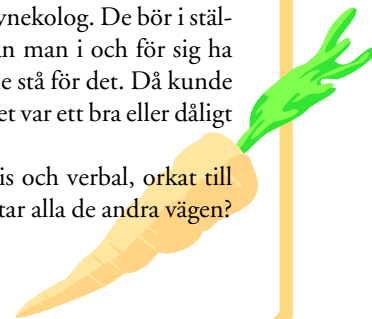 ynekolog. De bör i stäl-
n man i och för sig ha
e stå för det. Då kunde
et var ett bra eller dåligt
is och verbal, orkat till
tar alla de andra vägen?